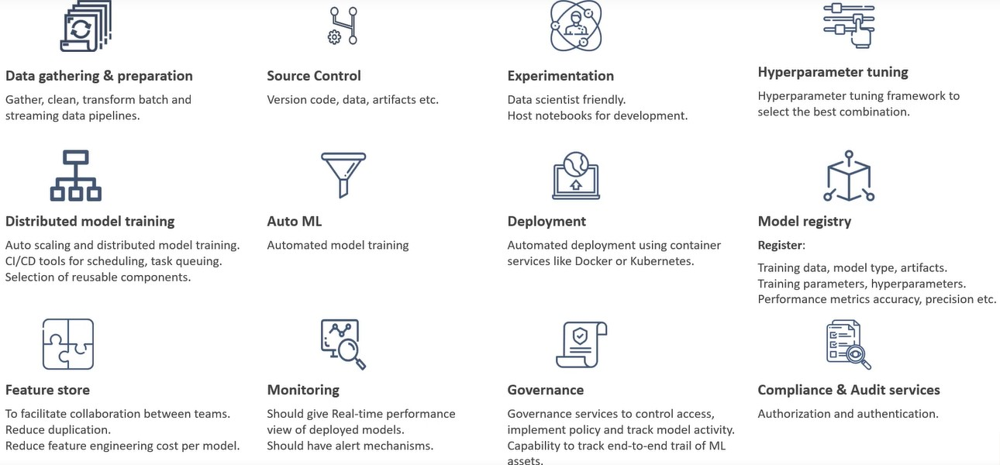 Data gathering & preparation
Gather, clean, transform batch and
streaming data pipelines.
Source Control
Version code, data, artifacts etc.
Experimentation
Data scientist friendly.
Host notebooks for development.
Hyperparameter tuning
Hyperparameter tuning framework to
select the best combination.
Distributed model training
Auto scaling and distributed model training.
CI/CD tools for scheduling, task queuing.
Selection of reusable components.
Auto ML
Automated model training
Deployment
Automated deployment using container
services like Docker or Kubernetes.
Model registry
Register:
Training data, model type, artifacts.
Training parameters, hyperparameters.
Performance metrics accuracy, precision etc.
Feature store
To facilitate collaboration between teams.
Reduce duplication.
Reduce feature engineering cost per model.
Monitoring
Should give Real-time performance
view of deployed models.
Should have alert mechanisms.
Governance
Governance services to control access,
implement policy and track model activity.
Capability to track end-to-end trail of ML
assets.
Compliance & Audit services
Authorization and authentication.